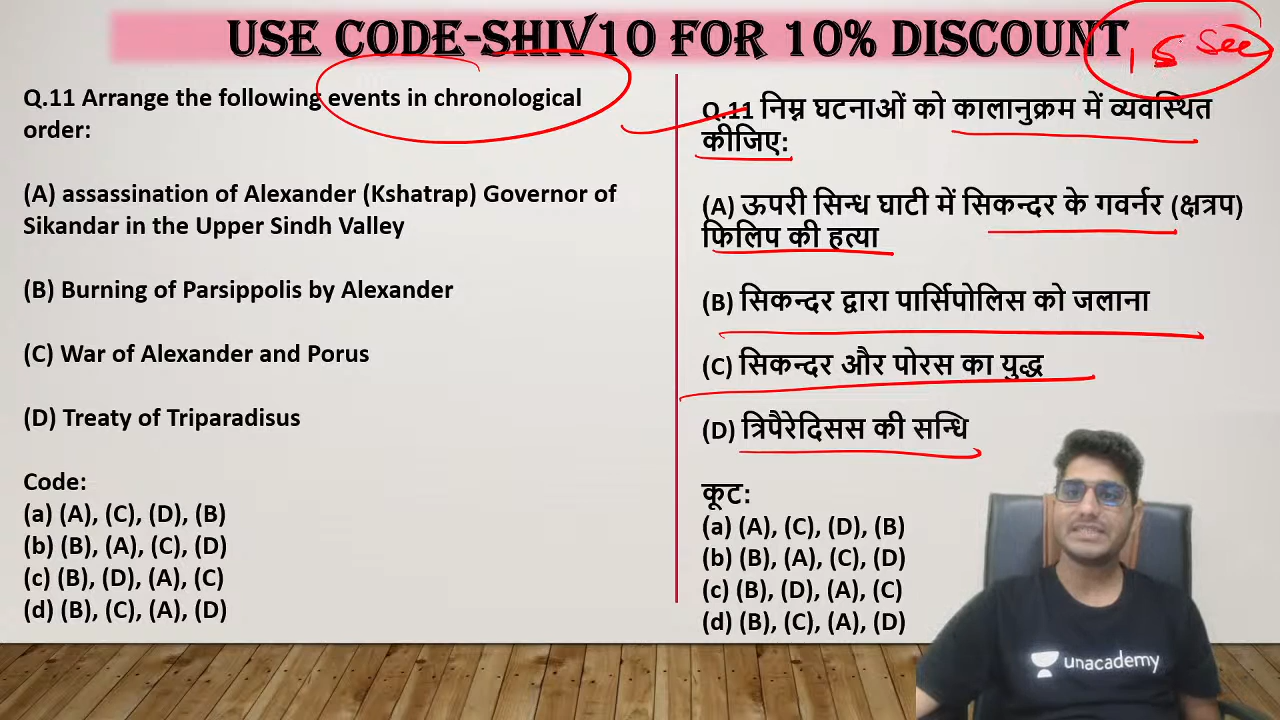 USE CODE-SHIV10 FOR 10% DISCOUNT
15 See
Q.11 Arrange the following events in chronological
order:
(A) assassination of Alexander (Kshatrap) Governor of
Sikandar in the Upper Sindh Valley
(B) Burning of Parsippolis by Alexander
(C) War of Alexander and Porus
(D) Treaty of Triparadisus
Code:
(a) (A), (C), (D), (B)
(b) (B), (A), (C), (D)
(c) (B), (D), (A), (C)
(d) (B), (C), (A), (D)
Q.11 निम्न घटनाओं को कालानुक्रम में व्यवस्थित
कीजिए:
(A) ऊपरी सिन्ध घाटी में सिकन्दर के गवर्नर (क्षत्रप)
फिलिप की हत्या
(B) सिकन्दर द्वारा पार्सिपोलिस को जलाना
(C) सिकन्दर और पोरस का युद्ध
(D) त्रिपैरेदिसस की सन्धि
कूट:
(a) (A), (C), (D), (B)
(b) (B), (A), (C), (D)
(c) (B), (D), (A), (C)
(d) (B), (C), (A), (D)
unacademy